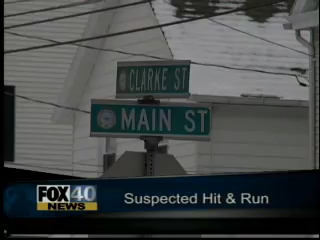 CLARKE ST
MAIN ST
FOX 40
NEWS
Suspected Hit & Run